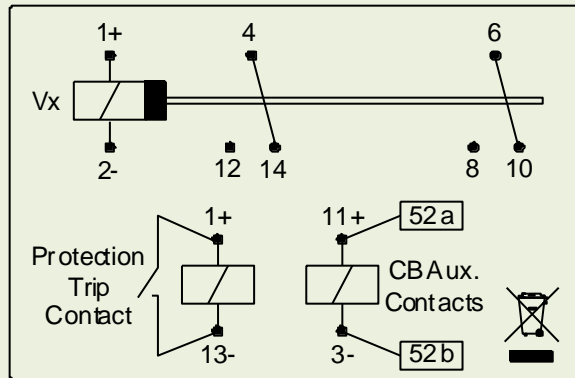 1+ 4 6
Vx
2- 12 14 8 10
1+ 11+ 52a
Protection
Trip
Contact
CB Aux.
Contacts
13- 3- 52b